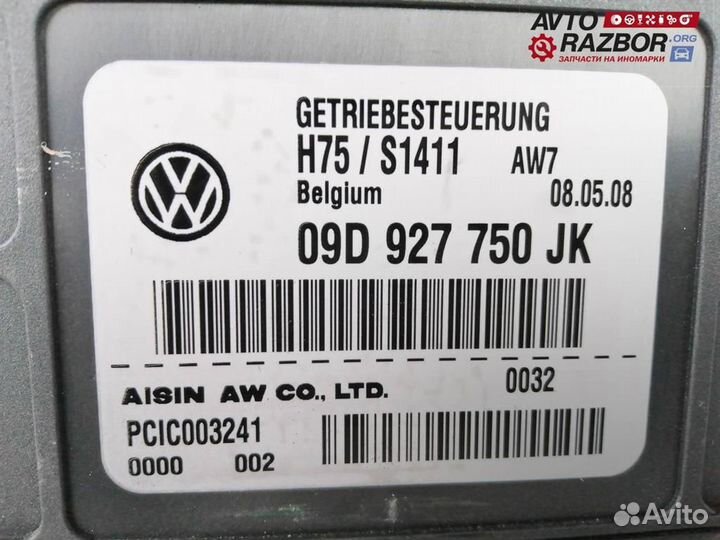 AVTO
RAZBOR.ORG
ЗАПЧАСТИ НА ИНОМАРКИ
GETRIEBESTEUERUNG
H75 / S1411 AW7
Belgium 08.05.08
09D 927 750 JK
AISIN AW CO., LTD. 0032
PCIC003241
0000 002
Avito